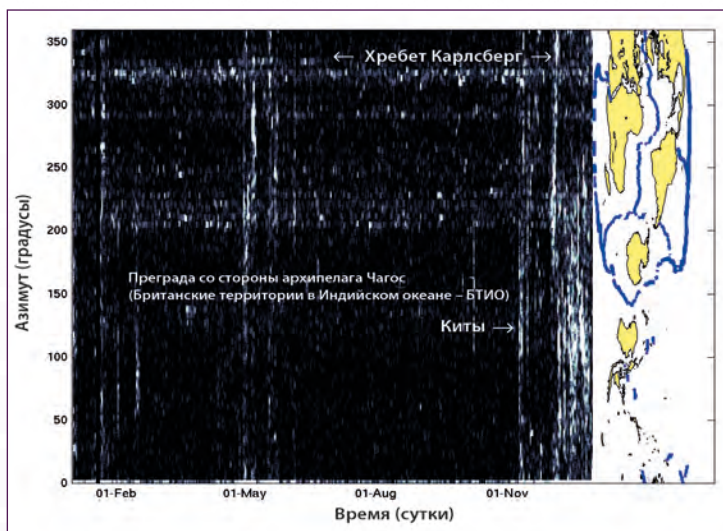 350
300
250
200
150
100
50
0
Азимут (градусы)
← Хребет Карлсберг →
Преграда со стороны архипелага Чагос
(Британские территории в Индийском океане – БТИО)
Киты →
01-Feb 01-May 01-Aug 01-Nov
Время (сутки)